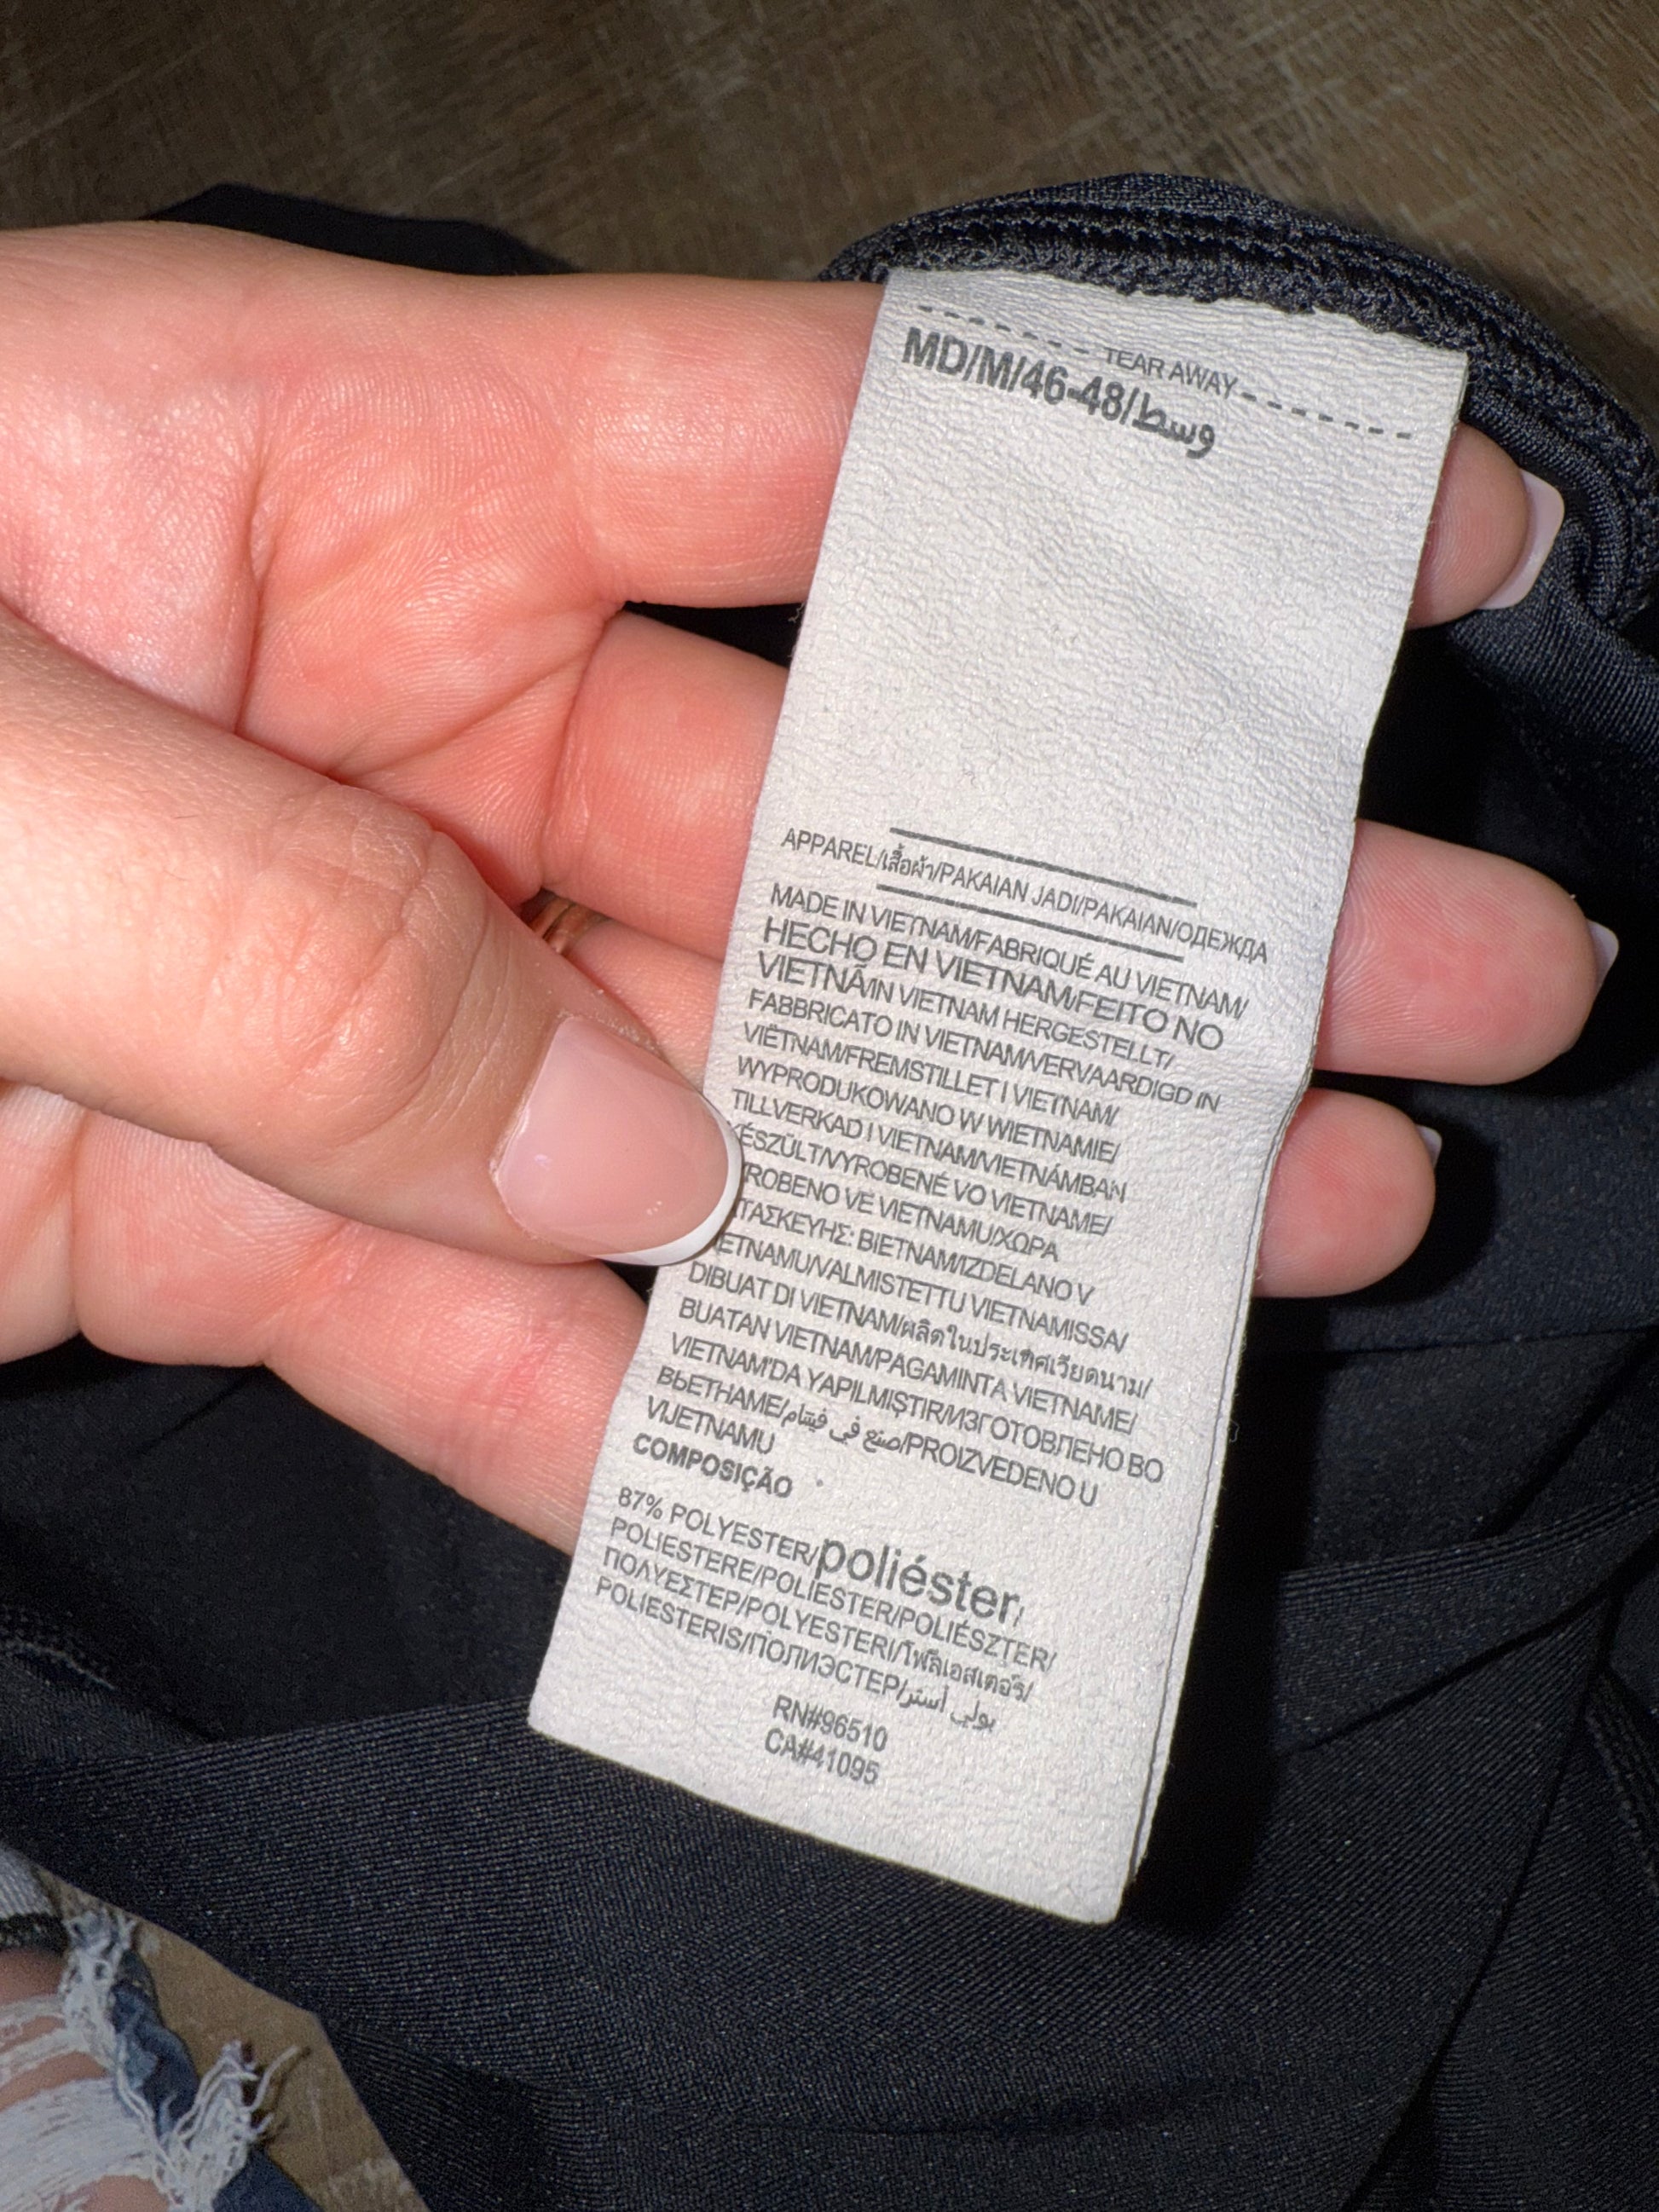 TEAR AWAY
MD/M/46-48/وسط
APPAREL/เสื้อผ้า/PAKAIAN JADI/PAKAIAN/ОДЕЖДА
MADE IN VIETNAM/FABRIQUÉ AU VIETNAM/
HECHO EN VIETNAM/FEITO NO
VIETNÃ/IN VIETNAM HERGESTELLT/
FABBRICATO IN VIETNAM/VERVAARDIGD IN
VIËTNAM/FREMSTILLET I VIETNAM/
WYPRODUKOWANO W WIETNAMIE/
TILLVERKAD I VIETNAM/VIETNÁMBAN
KÉSZÜLT/VYROBENÉ VO VIETNAME/
ROBENO VE VIETNAMU/ΧΩΡΑ
ΤΑΣΚΕΥΗΣ: ΒΙΕΤΝΑΜ/IZDELANO V
IETNAMU/VALMISTETTU VIETNAMISSA/
DIBUAT DI VIETNAM/ผลิตในประเทศเวียดนาม/
BUATAN VIETNAM/PAGAMINTA VIETNAME/
VIETNAM'DA YAPILMIŞTIR/ИЗГОТОВЛЕНО ВО
ВЬЕТНАМЕ/صنع في فيتنام/PROIZVEDENO U
VIJETNAMU
COMPOSIÇÃO
87% POLYESTER/poliéster/
POLIESTERE/POLIESTER/POLIÉSZTER/
ΠΟΛΥΕΣΤΕΡ/POLYESTERI/โพลีเอสเตอร์/
POLIESTERIS/ПОЛИЭСТЕР/بولي أستر
RN#96510
CA#41095